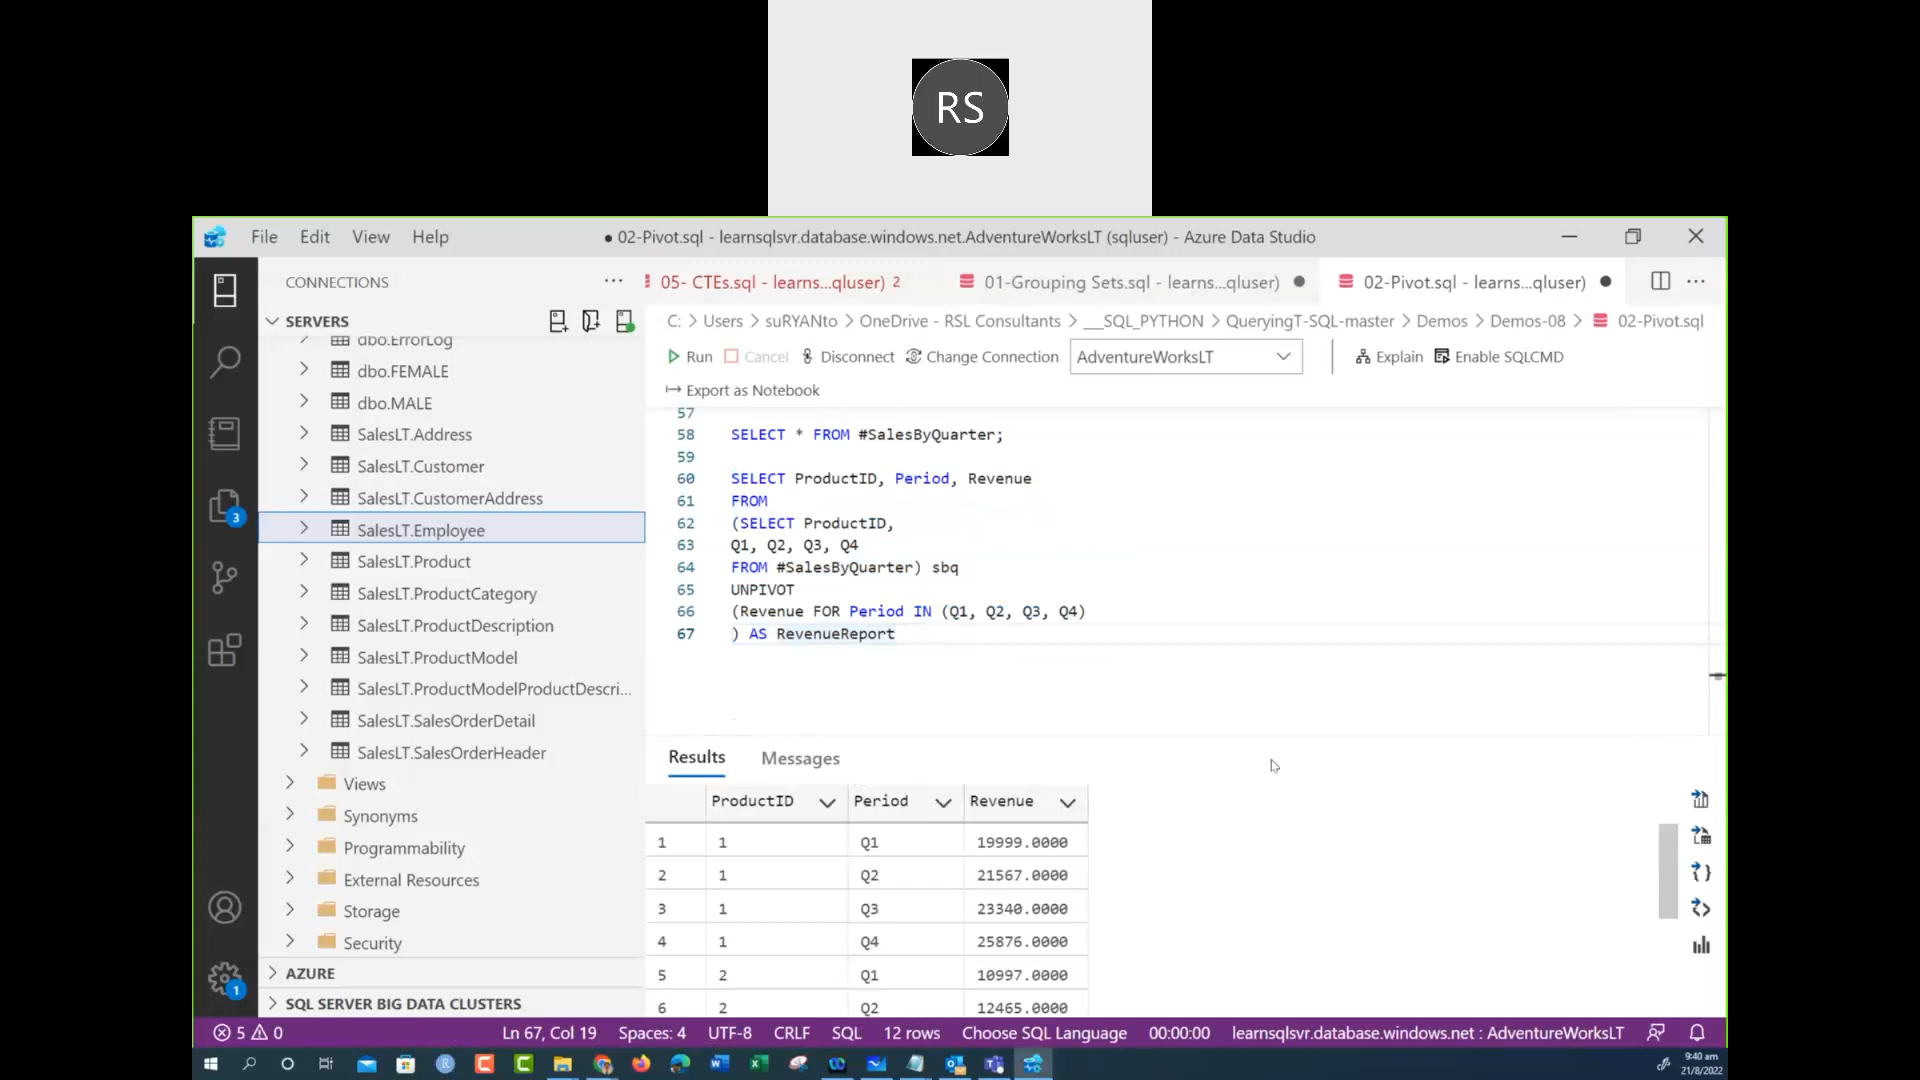 RS
File Edit View Help
● 02-Pivot.sql - learnsqlsvr.database.windows.net.AdventureWorksLT (sqluser) - Azure Data Studio
CONNECTIONS
05- CTEs.sql - learns...qluser) 2
01-Grouping Sets.sql - learns...qluser)
02-Pivot.sql - learns...qluser)
SERVERS
C: > Users > suRYANto > OneDrive - RSL Consultants > ___SQL_PYTHON > QueryingT-SQL-master > Demos > Demos-08 > 02-Pivot.sql
Run Cancel Disconnect Change Connection AdventureWorksLT Explain Enable SQLCMD
Export as Notebook
dbo.ErrorLog
dbo.FEMALE
dbo.MALE
SalesLT.Address
SalesLT.Customer
SalesLT.CustomerAddress
SalesLT.Employee
SalesLT.Product
SalesLT.ProductCategory
SalesLT.ProductDescription
SalesLT.ProductModel
SalesLT.ProductModelProductDescri...
SalesLT.SalesOrderDetail
SalesLT.SalesOrderHeader
Views
Synonyms
Programmability
External Resources
Storage
Security
AZURE
SQL SERVER BIG DATA CLUSTERS
3
1
57
58 SELECT * FROM #SalesByQuarter;
59
60 SELECT ProductID, Period, Revenue
61 FROM
62 (SELECT ProductID,
63 Q1, Q2, Q3, Q4
64 FROM #SalesByQuarter) sbq
65 UNPIVOT
66 (Revenue FOR Period IN (Q1, Q2, Q3, Q4)
67 ) AS RevenueReport
Results Messages
ProductID Period Revenue
1 1 Q1 19999.0000
2 1 Q2 21567.0000
3 1 Q3 23340.0000
4 1 Q4 25876.0000
5 2 Q1 10997.0000
6 2 Q2 12465.0000
5 0 Ln 67, Col 19 Spaces: 4 UTF-8 CRLF SQL 12 rows Choose SQL Language 00:00:00 learnsqlsvr.database.windows.net : AdventureWorksLT
9:40 am
21/8/2022